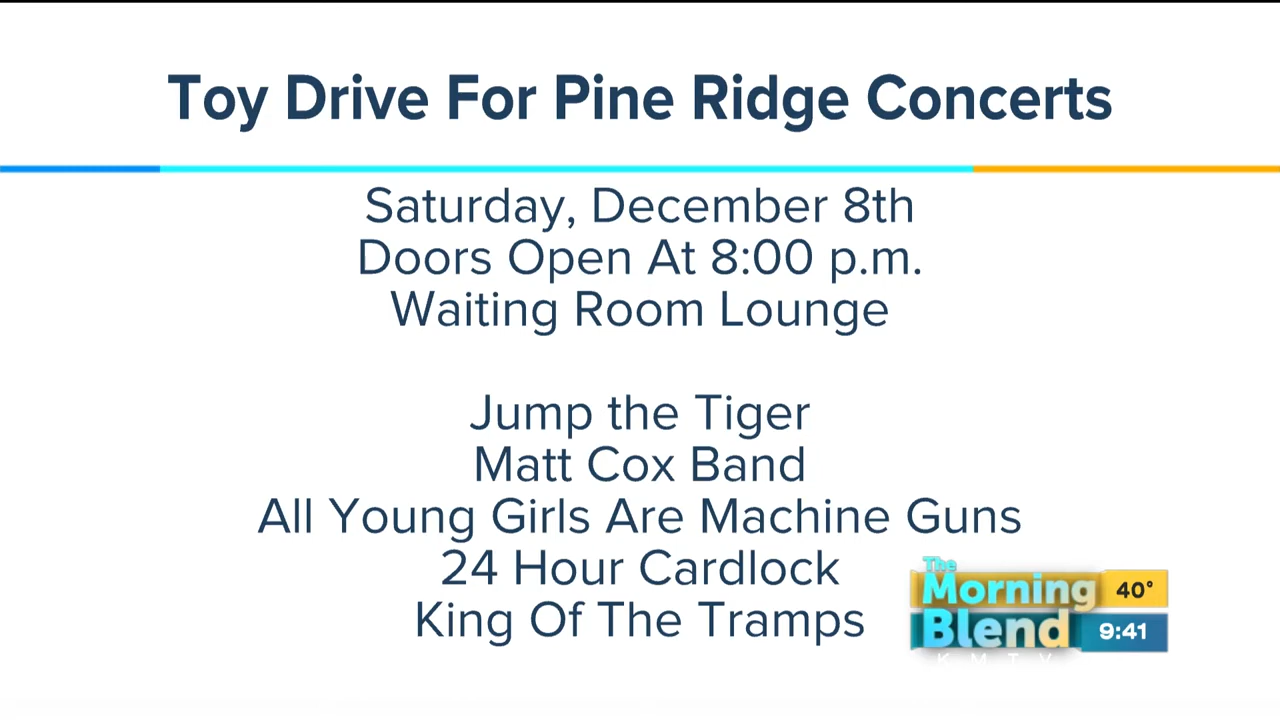 Toy Drive For Pine Ridge Concerts
Saturday, December 8th
Doors Open At 8:00 p.m.
Waiting Room Lounge
Jump the Tiger
Matt Cox Band
All Young Girls Are Machine Guns
24 Hour Cardlock
King Of The Tramps
The
Morning
Blend
40°
9:41
KMTV